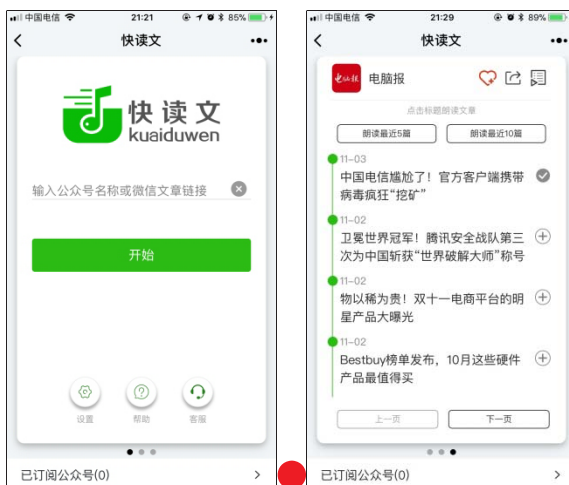 中国电信 21:21 85%
快读文
快读文
kuaiduwen
输入公众号名称或微信文章链接
开始
设置 帮助 客服
已订阅公众号(0)
中国电信 21:29 89%
快读文
电脑报 电脑报
点击标题朗读文章
朗读最近5篇 朗读最近10篇
11-03
中国电信尴尬了！官方客户端携带
病毒疯狂“挖矿”
11-02
卫冕世界冠军！腾讯安全战队第三
次为中国斩获“世界破解大师”称号
11-02
物以稀为贵！双十一电商平台的明
星产品大曝光
11-02
Bestbuy榜单发布，10月这些硬件
产品最值得买
上一页 下一页
已订阅公众号(0)